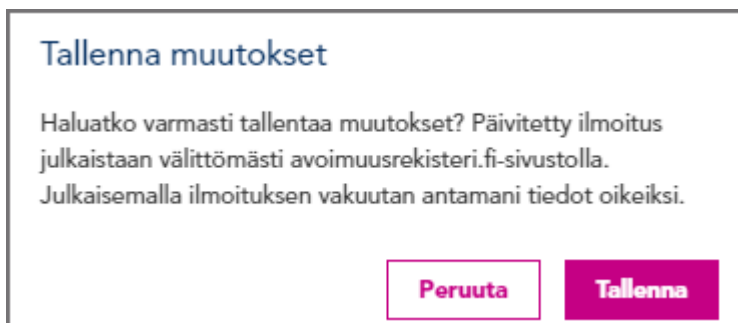 Tallenna muutokset
Haluatko varmasti tallentaa muutokset? Päivitetty ilmoitus
julkaistaan välittömästi avoimuusrekisteri.fi-sivustolla.
Julkaisemalla ilmoituksen vakuutan antamani tiedot oikeiksi.
Peruuta Tallenna